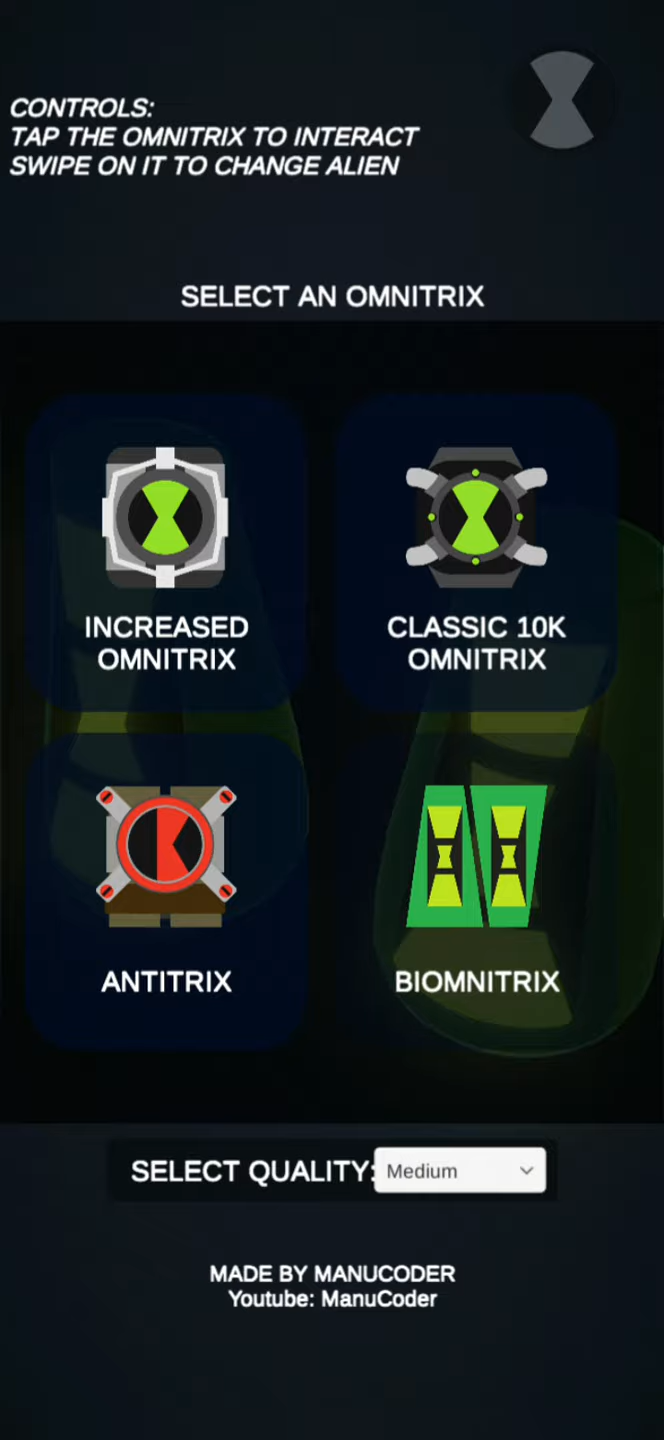 CONTROLS:
TAP THE OMNITRIX TO INTERACT
SWIPE ON IT TO CHANGE ALIEN
SELECT AN OMNITRIX
INCREASED
OMNITRIX
CLASSIC 10K
OMNITRIX
ANTITRIX
BIOMNITRIX
SELECT QUALITY: Medium
MADE BY MANUCODER
Youtube: ManuCoder